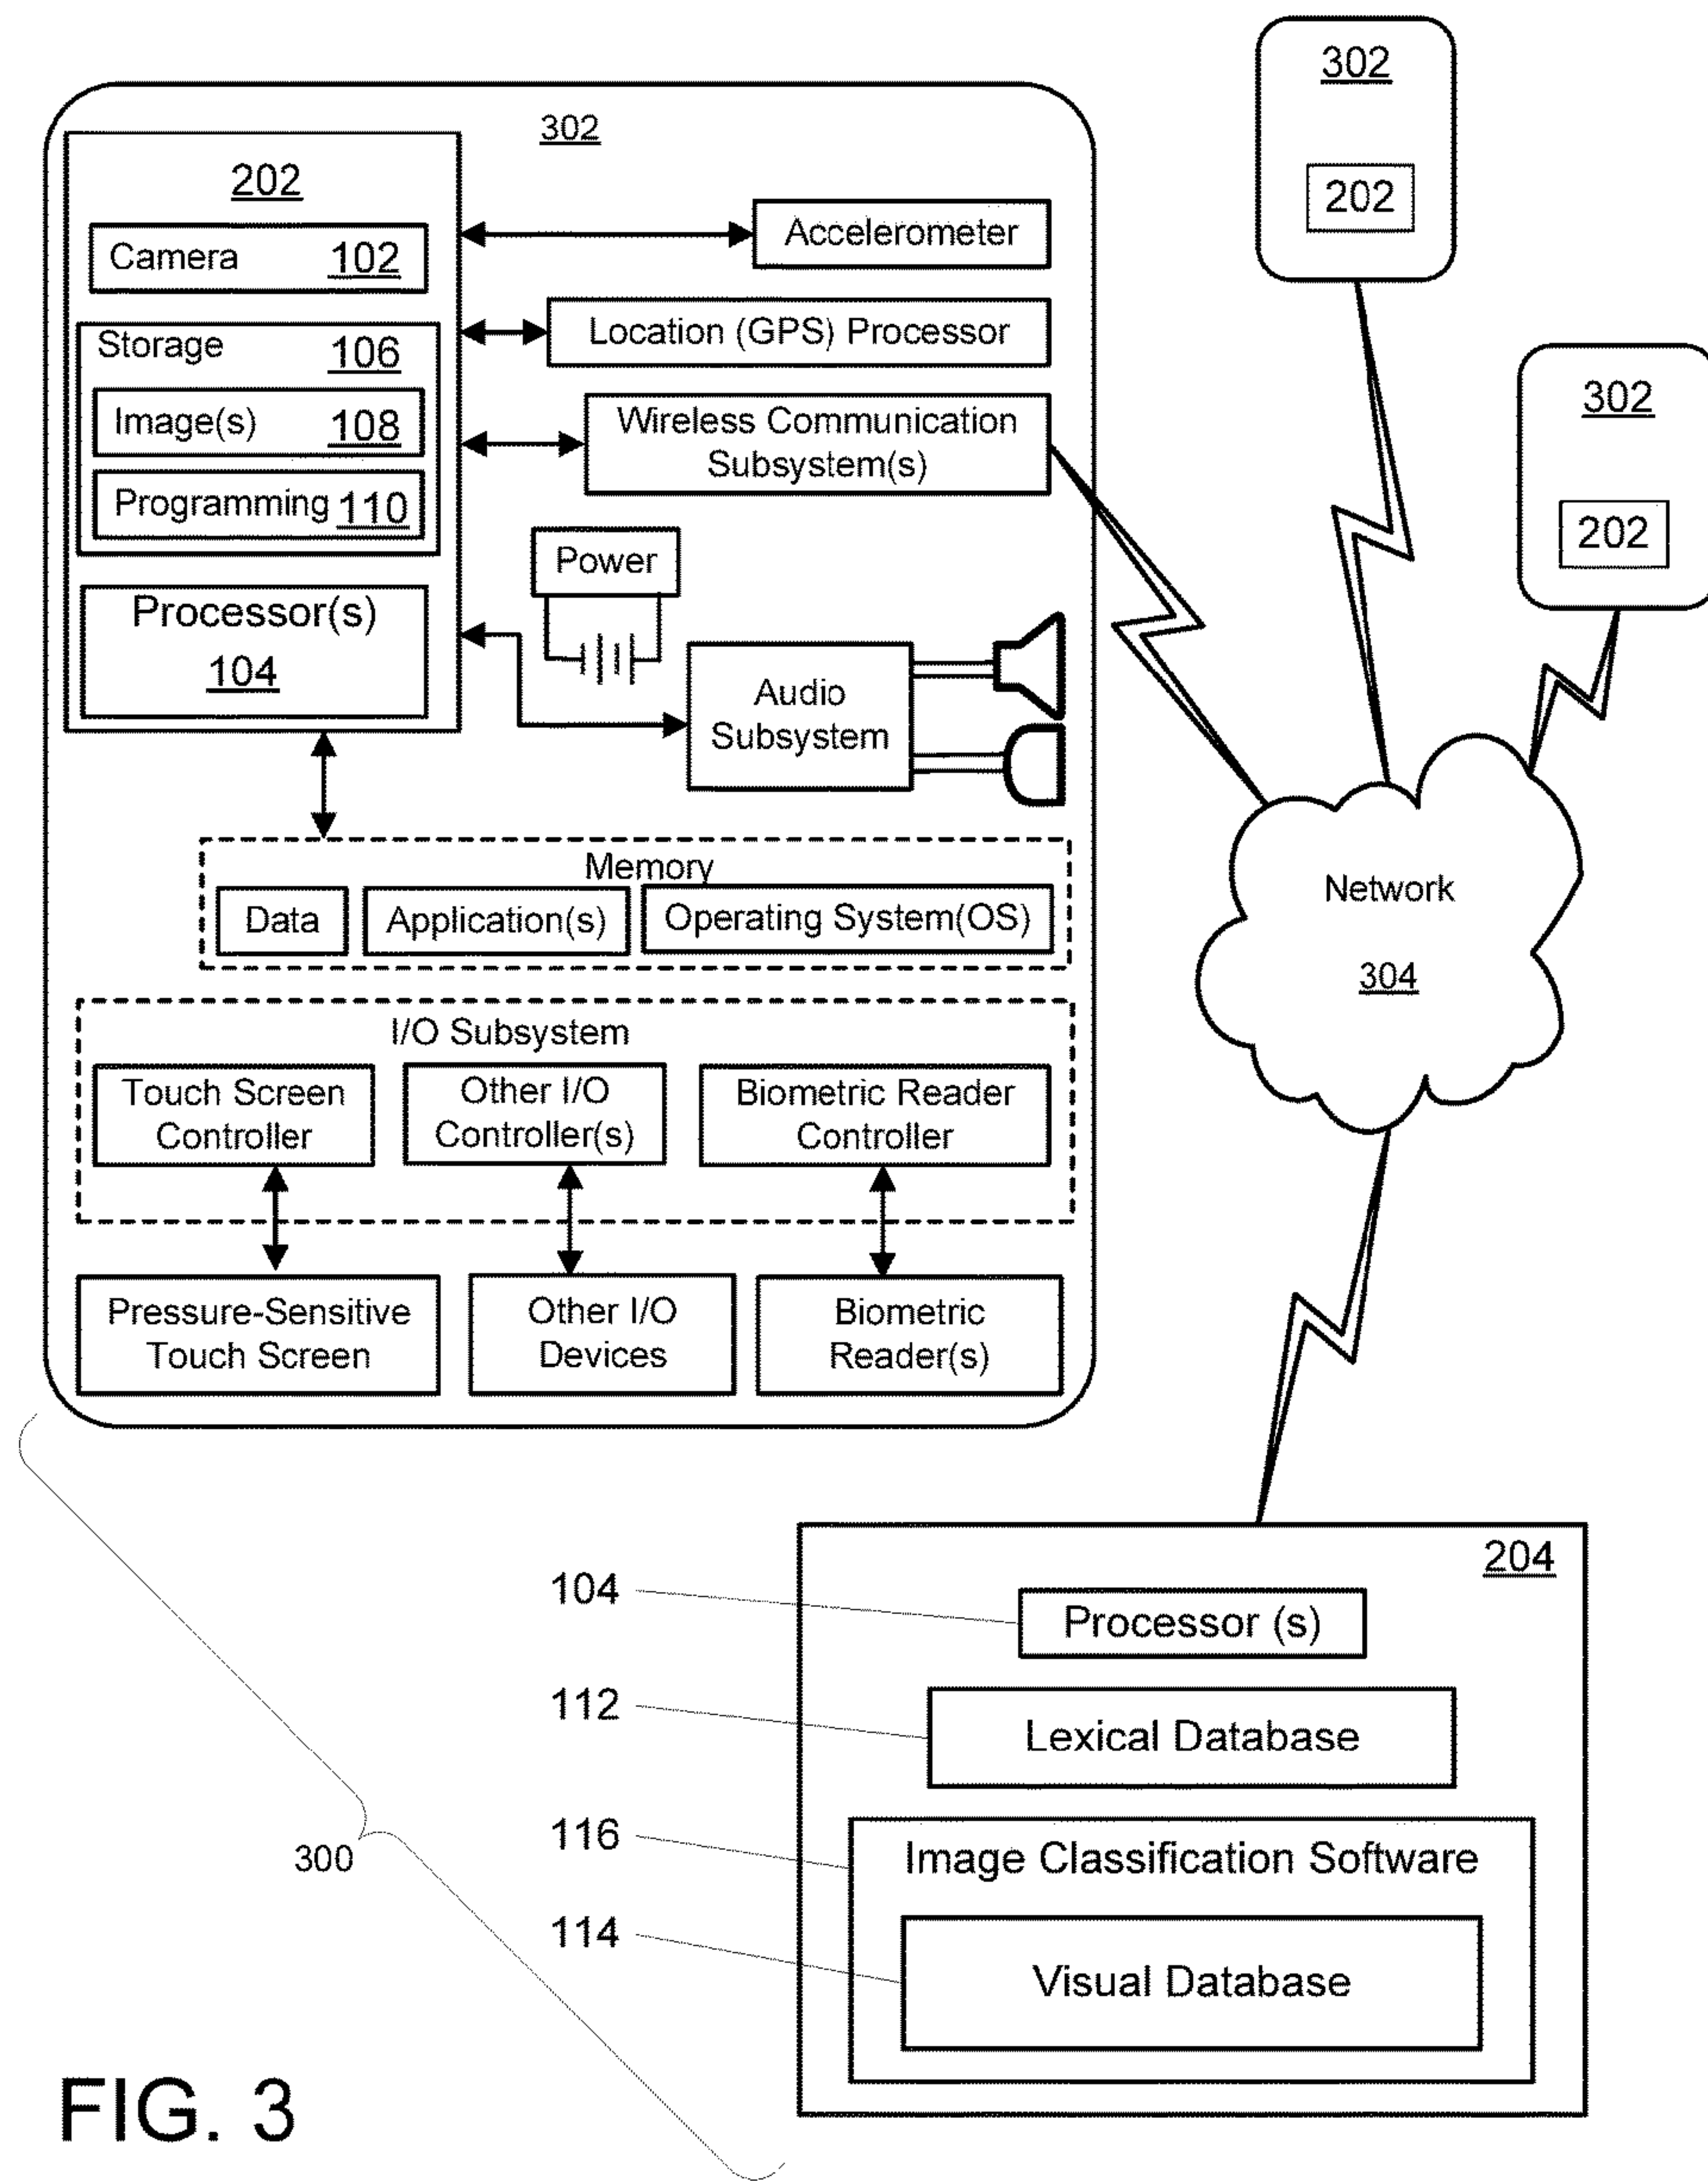 302
202
Camera 102
Storage 106
Image(s) 108
Programming 110
Processor(s)
104
Accelerometer
Location (GPS) Processor
Wireless Communication
Subsystem(s)
Power
Audio
Subsystem
Memory
Data
Application(s)
Operating System(OS)
I/O Subsystem
Touch Screen
Controller
Other I/O
Controller(s)
Biometric Reader
Controller
Pressure-Sensitive
Touch Screen
Other I/O
Devices
Biometric
Reader(s)
302
202
302
202
Network
304
300
204
104
Processor (s)
112
Lexical Database
116
Image Classification Software
114
Visual Database
FIG. 3